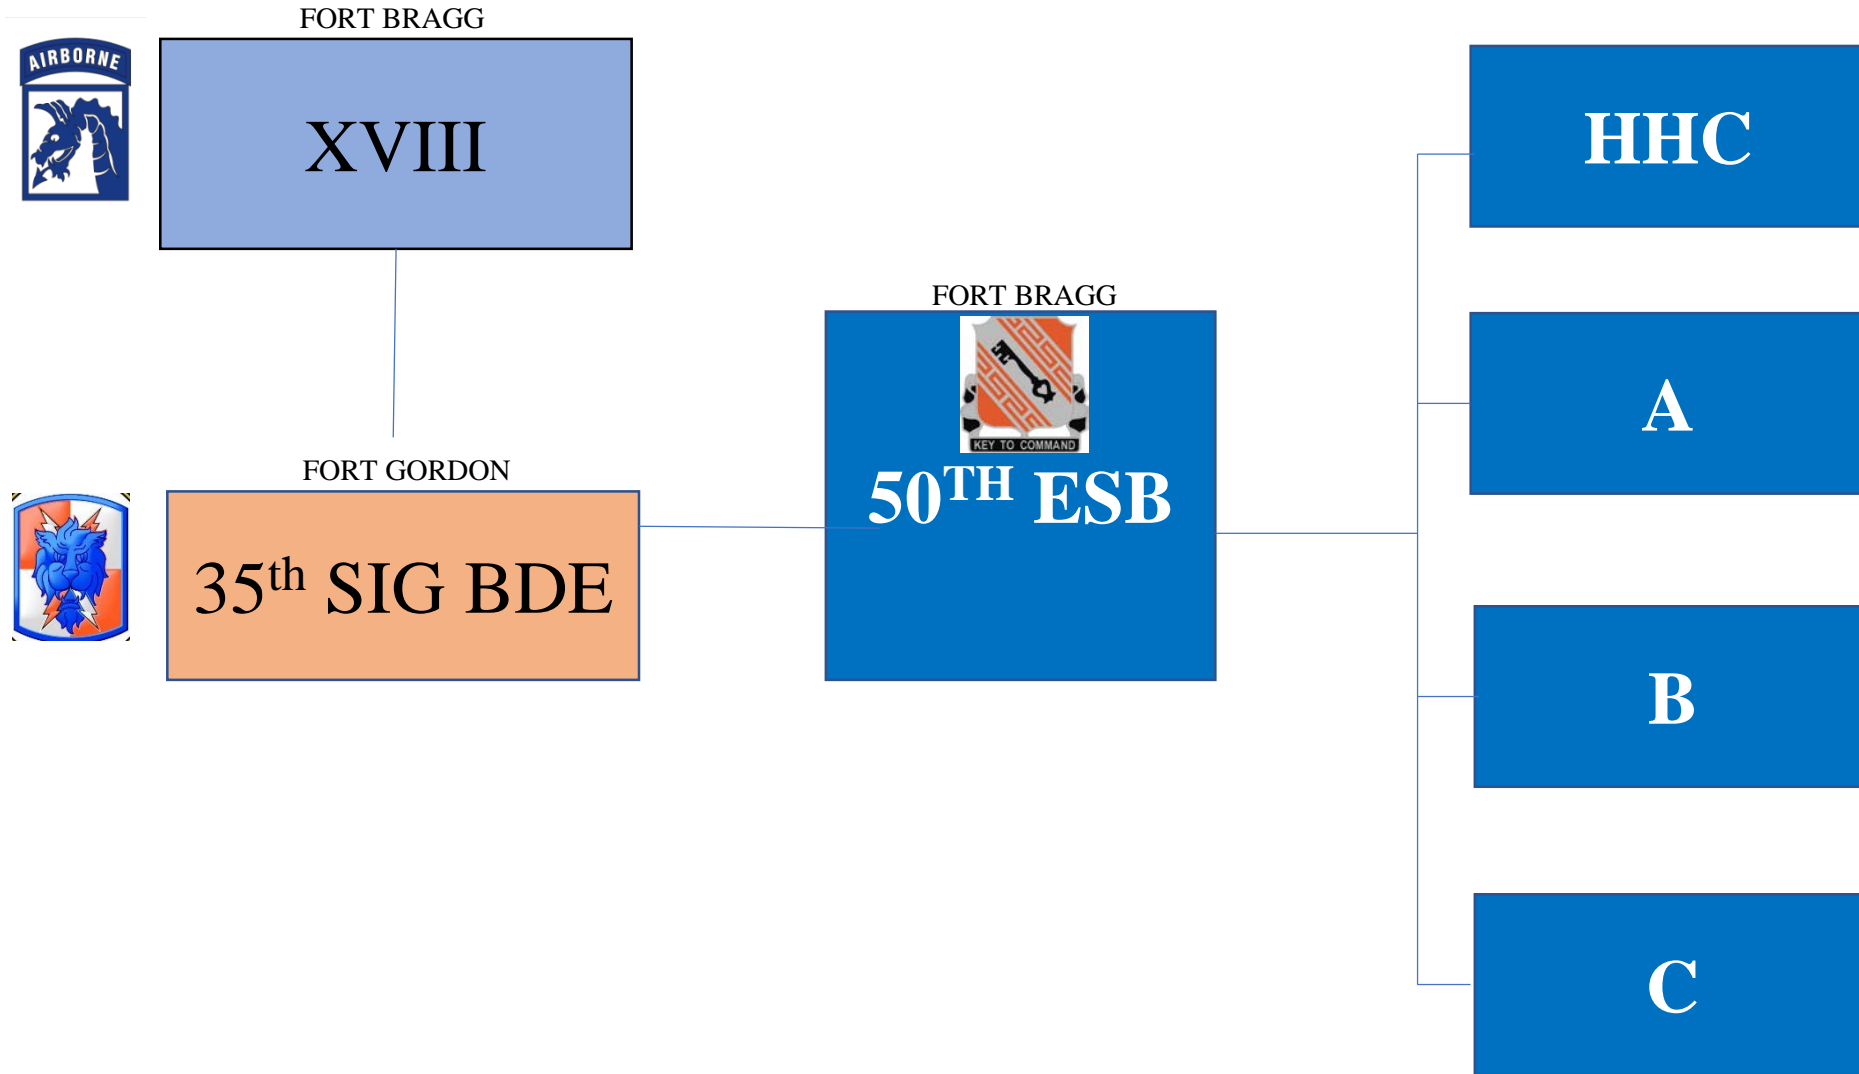 FORT BRAGG
AIRBORNE
XVIII
FORT GORDON
35th SIG BDE
FORT BRAGG
KEY TO COMMAND
50TH ESB
HHC
A
B
C